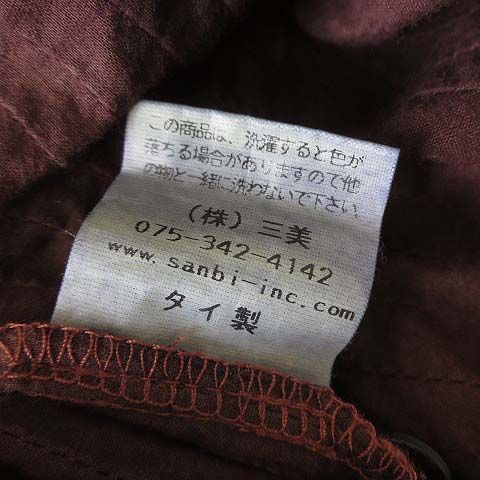 この商品は、洗濯すると色が
落ちる場合がありますので他
の物と一緒に洗わないで下さい。
(株)三美
075-342-4142
www.sanbi-inc.com
タイ製